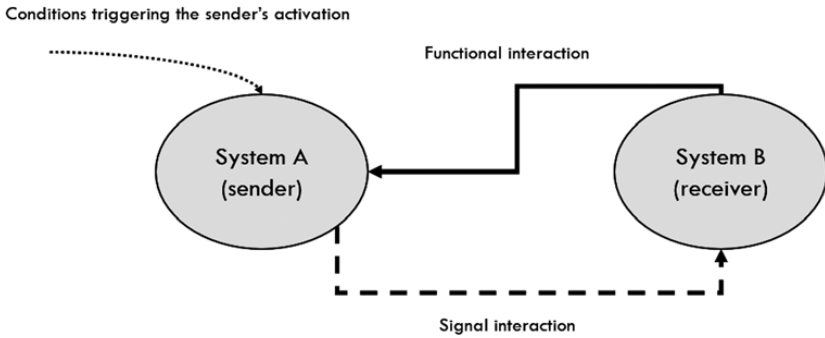 Conditions triggering the sender's activation
Functional interaction
System A
(sender)
System B
(receiver)
Signal interaction